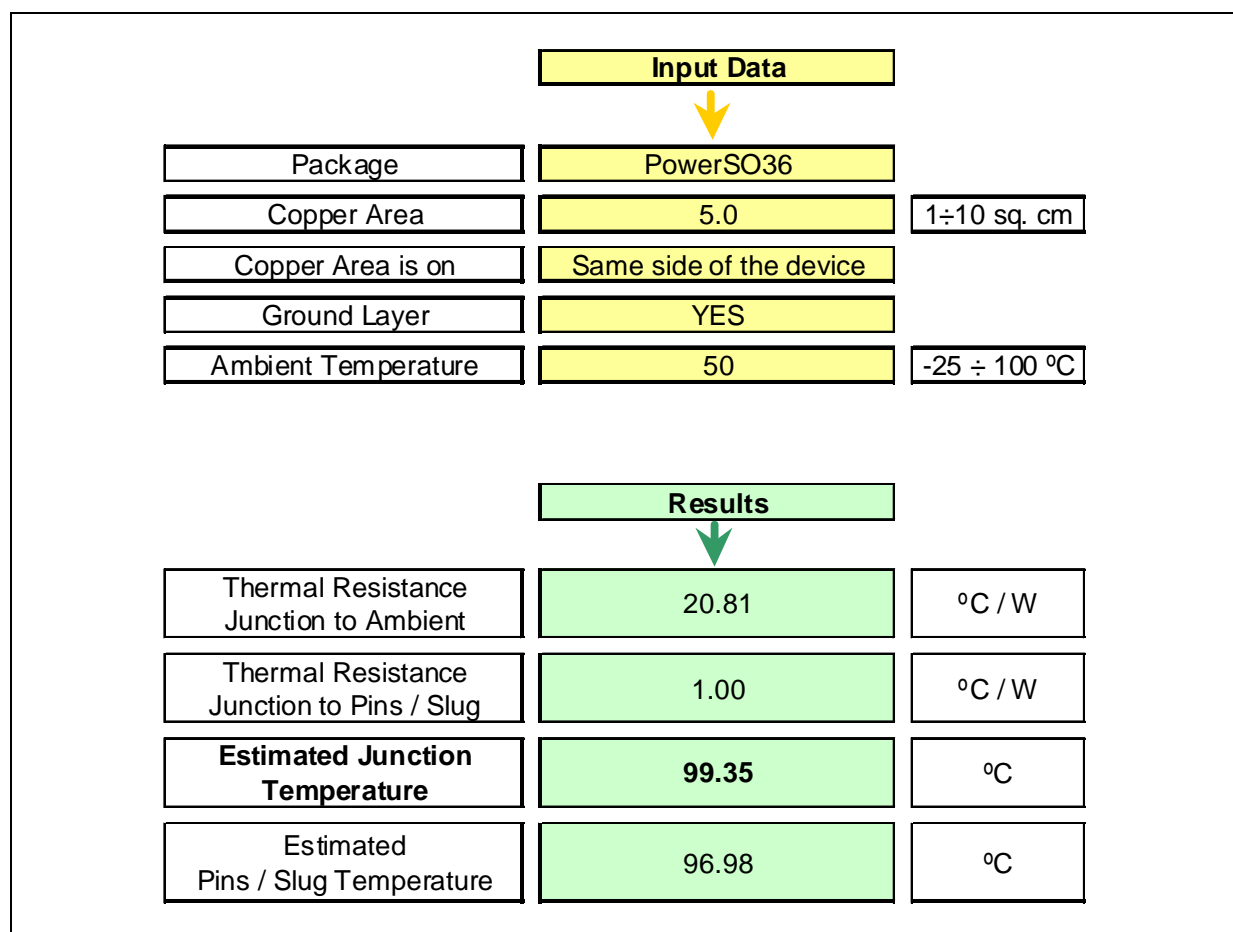 Input Data
Package PowerSO36
Copper Area 5.0 1÷10 sq. cm
Copper Area is on Same side of the device
Ground Layer YES
Ambient Temperature 50 -25 ÷ 100 ºC
Results
Thermal Resistance
Junction to Ambient 20.81 ºC / W
Thermal Resistance
Junction to Pins / Slug 1.00 ºC / W
Estimated Junction
Temperature 99.35 ºC
Estimated
Pins / Slug Temperature 96.98 ºC